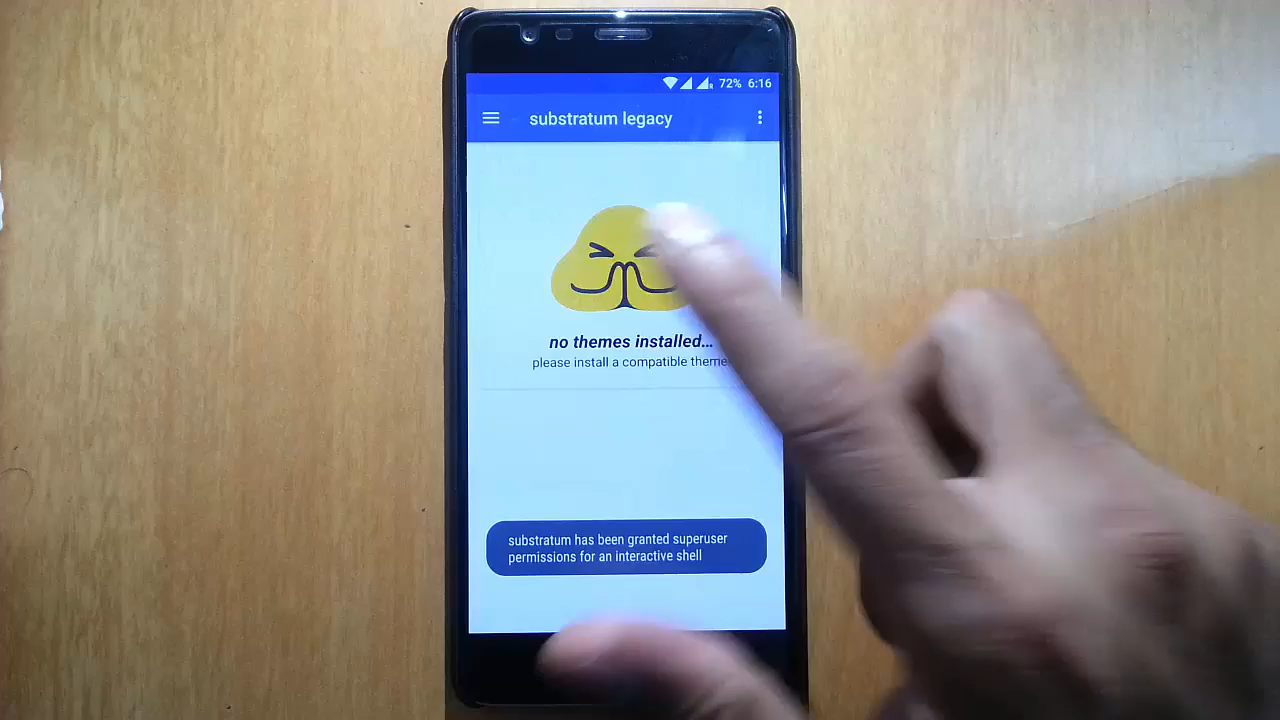 72% 6:16
substratum legacy
no themes installed...
please install a compatible theme
substratum has been granted superuser
permissions for an interactive shell